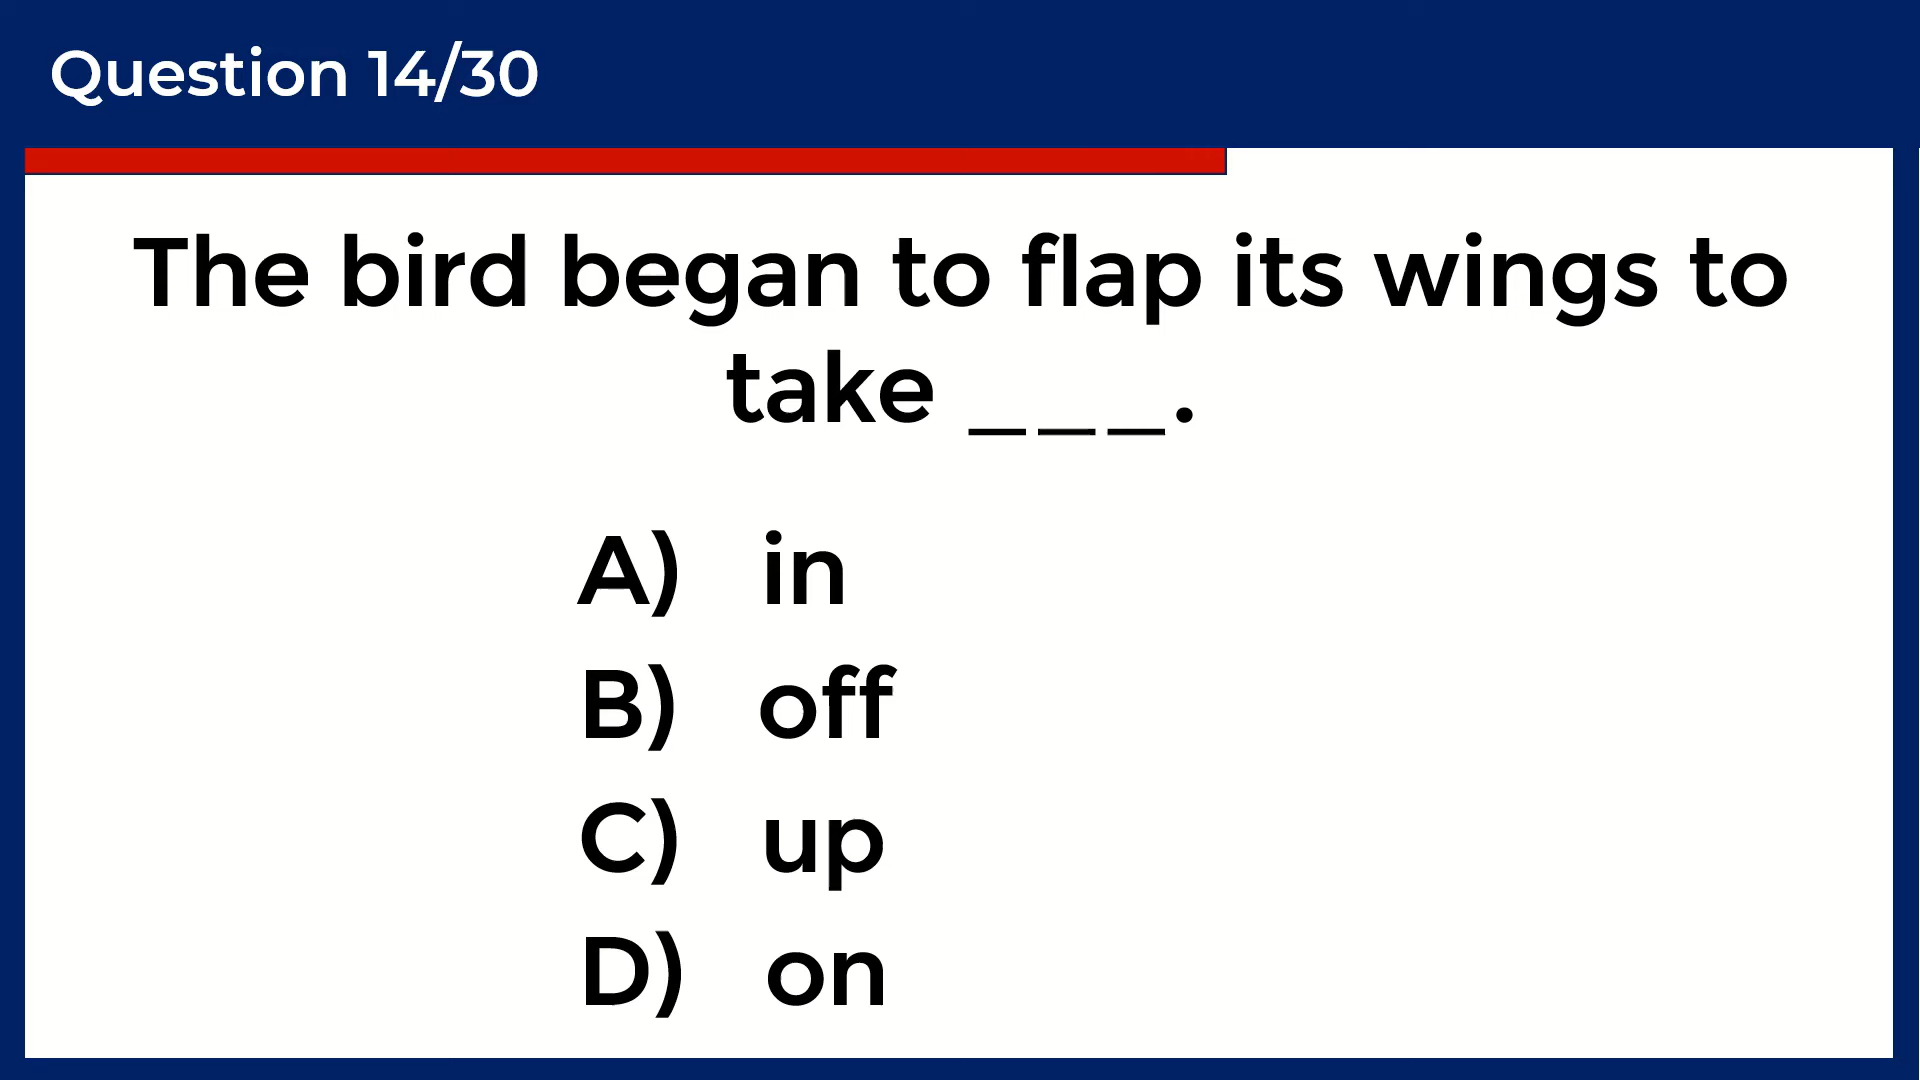 Question 14/30
The bird began to flap its wings to
take ___.
A) in
B) off
C) up
D) on